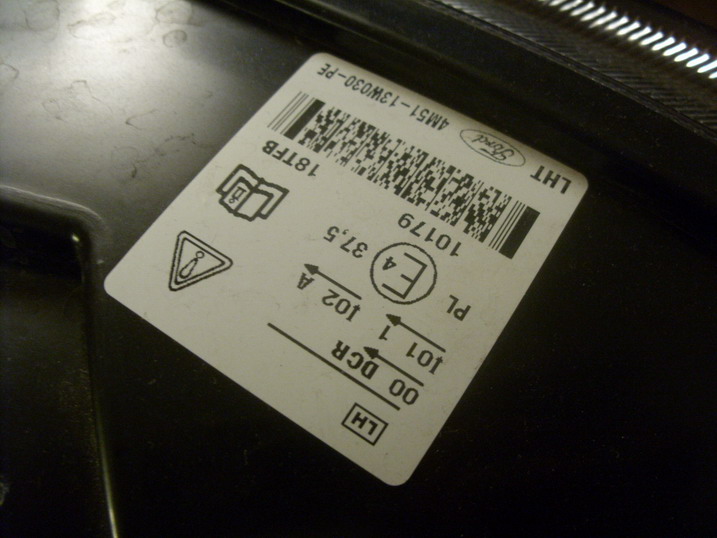 LHT Ford 4M51-13W030-PE
18TFB
10179
PL E4 37,5
101 1 102 A
00 DCR
LH